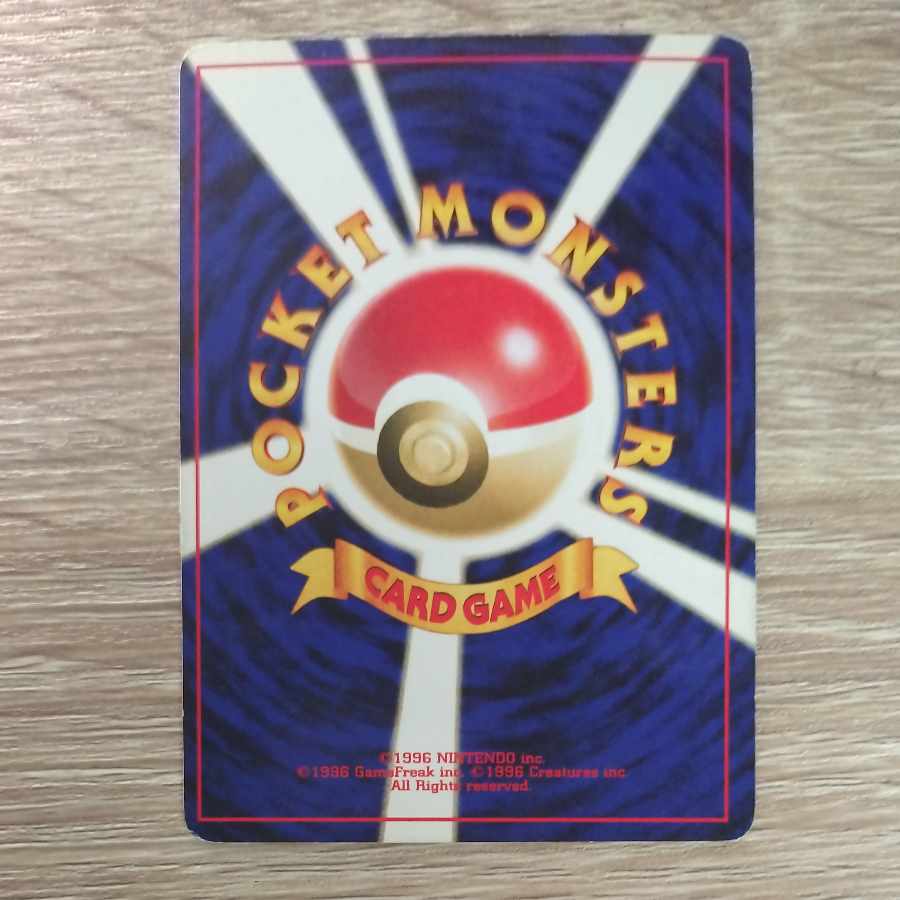 POCKET MONSTERS
CARD GAME
©1996 NINTENDO inc.
©1996 GameFreak inc. ©1996 Creatures inc.
All Rights reserved.